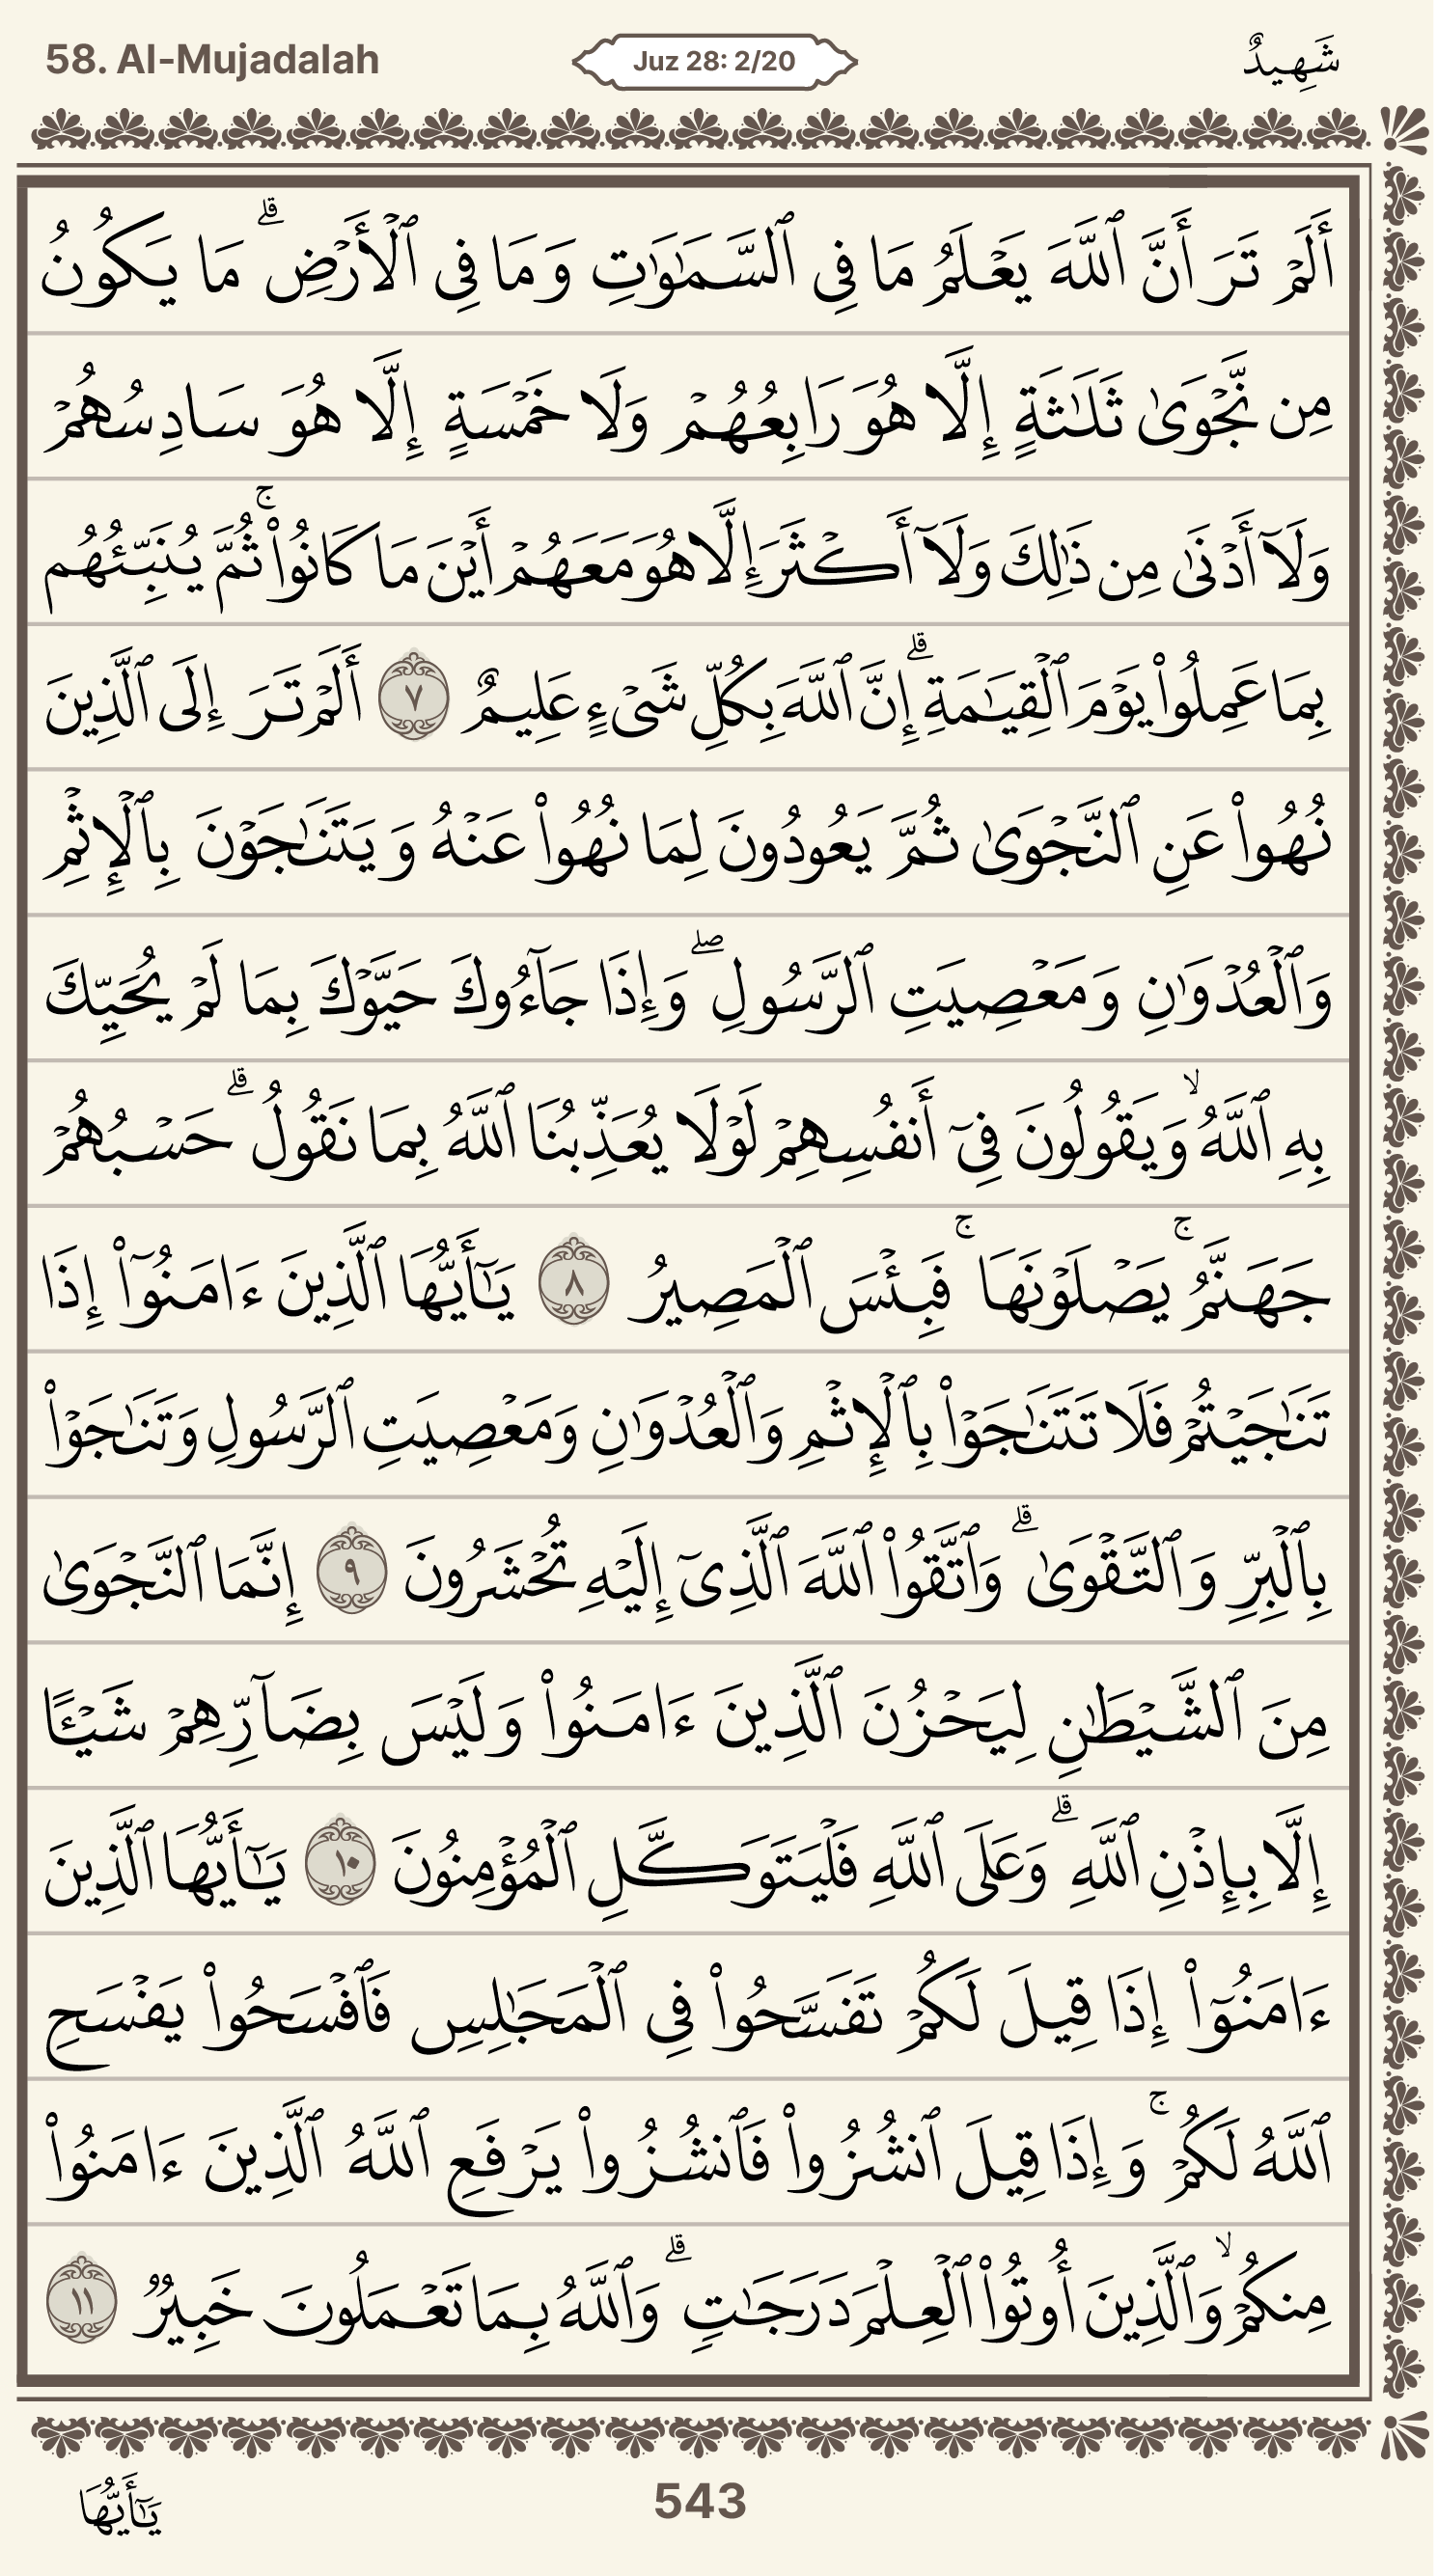 58. Al-Mujadalah
Juz 28: 2/20
شَهِيدٌ
أَلَمْ تَرَ أَنَّ ٱللَّهَ يَعْلَمُ مَا فِى ٱلسَّمَـٰوَٰتِ وَمَا فِى ٱلْأَرْضِ ۖ مَا يَكُونُ
مِن نَّجْوَىٰ ثَلَـٰثَةٍ إِلَّا هُوَ رَابِعُهُمْ وَلَا خَمْسَةٍ إِلَّا هُوَ سَادِسُهُمْ
وَلَآ أَدْنَىٰ مِن ذَٰلِكَ وَلَآ أَكْثَرَ إِلَّا هُوَ مَعَهُمْ أَيْنَ مَا كَانُوا۟ ۚ ثُمَّ يُنَبِّئُهُم
بِمَا عَمِلُوا۟ يَوْمَ ٱلْقِيَـٰمَةِ ۗ إِنَّ ٱللَّهَ بِكُلِّ شَىْءٍ عَلِيمٌ ٧ أَلَمْ تَرَ إِلَى ٱلَّذِينَ
نُهُوا۟ عَنِ ٱلنَّجْوَىٰ ثُمَّ يَعُودُونَ لِمَا نُهُوا۟ عَنْهُ وَيَتَنَـٰجَوْنَ بِٱلْإِثْمِ
وَٱلْعُدْوَٰنِ وَمَعْصِيَتِ ٱلرَّسُولِ ۖ وَإِذَا جَآءُوكَ حَيَّوْكَ بِمَا لَمْ يُحَيِّكَ
بِهِ ٱللَّهُ ۙ وَيَقُولُونَ فِىٓ أَنفُسِهِمْ لَوْلَا يُعَذِّبُنَا ٱللَّهُ بِمَا نَقُولُ ۗ حَسْبُهُمْ
جَهَنَّمُ ۚ يَصْلَوْنَهَا ۚ فَبِئْسَ ٱلْمَصِيرُ ٨ يَـٰٓأَيُّهَا ٱلَّذِينَ ءَامَنُوٓا۟ إِذَا
تَنَـٰجَيْتُمْ فَلَا تَتَنَـٰجَوْا۟ بِٱلْإِثْمِ وَٱلْعُدْوَٰنِ وَمَعْصِيَتِ ٱلرَّسُولِ وَتَنَـٰجَوْا۟
بِٱلْبِرِّ وَٱلتَّقْوَىٰ ۗ وَٱتَّقُوا۟ ٱللَّهَ ٱلَّذِىٓ إِلَيْهِ تُحْشَرُونَ ٩ إِنَّمَا ٱلنَّجْوَىٰ
مِنَ ٱلشَّيْطَـٰنِ لِيَحْزُنَ ٱلَّذِينَ ءَامَنُوا۟ وَلَيْسَ بِضَآرِّهِمْ شَيْـًٔا
إِلَّا بِإِذْنِ ٱللَّهِ ۗ وَعَلَى ٱللَّهِ فَلْيَتَوَكَّلِ ٱلْمُؤْمِنُونَ ١٠ يَـٰٓأَيُّهَا ٱلَّذِينَ
ءَامَنُوٓا۟ إِذَا قِيلَ لَكُمْ تَفَسَّحُوا۟ فِى ٱلْمَجَـٰلِسِ فَٱفْسَحُوا۟ يَفْسَحِ
ٱللَّهُ لَكُمْ ۚ وَإِذَا قِيلَ ٱنشُزُوا۟ فَٱنشُزُوا۟ يَرْفَعِ ٱللَّهُ ٱلَّذِينَ ءَامَنُوا۟
مِنكُمْ ۙ وَٱلَّذِينَ أُوتُوا۟ ٱلْعِلْمَ دَرَجَـٰتٍ ۗ وَٱللَّهُ بِمَا تَعْمَلُونَ خَبِيرٌ ١١
543
يَـٰٓأَيُّهَا